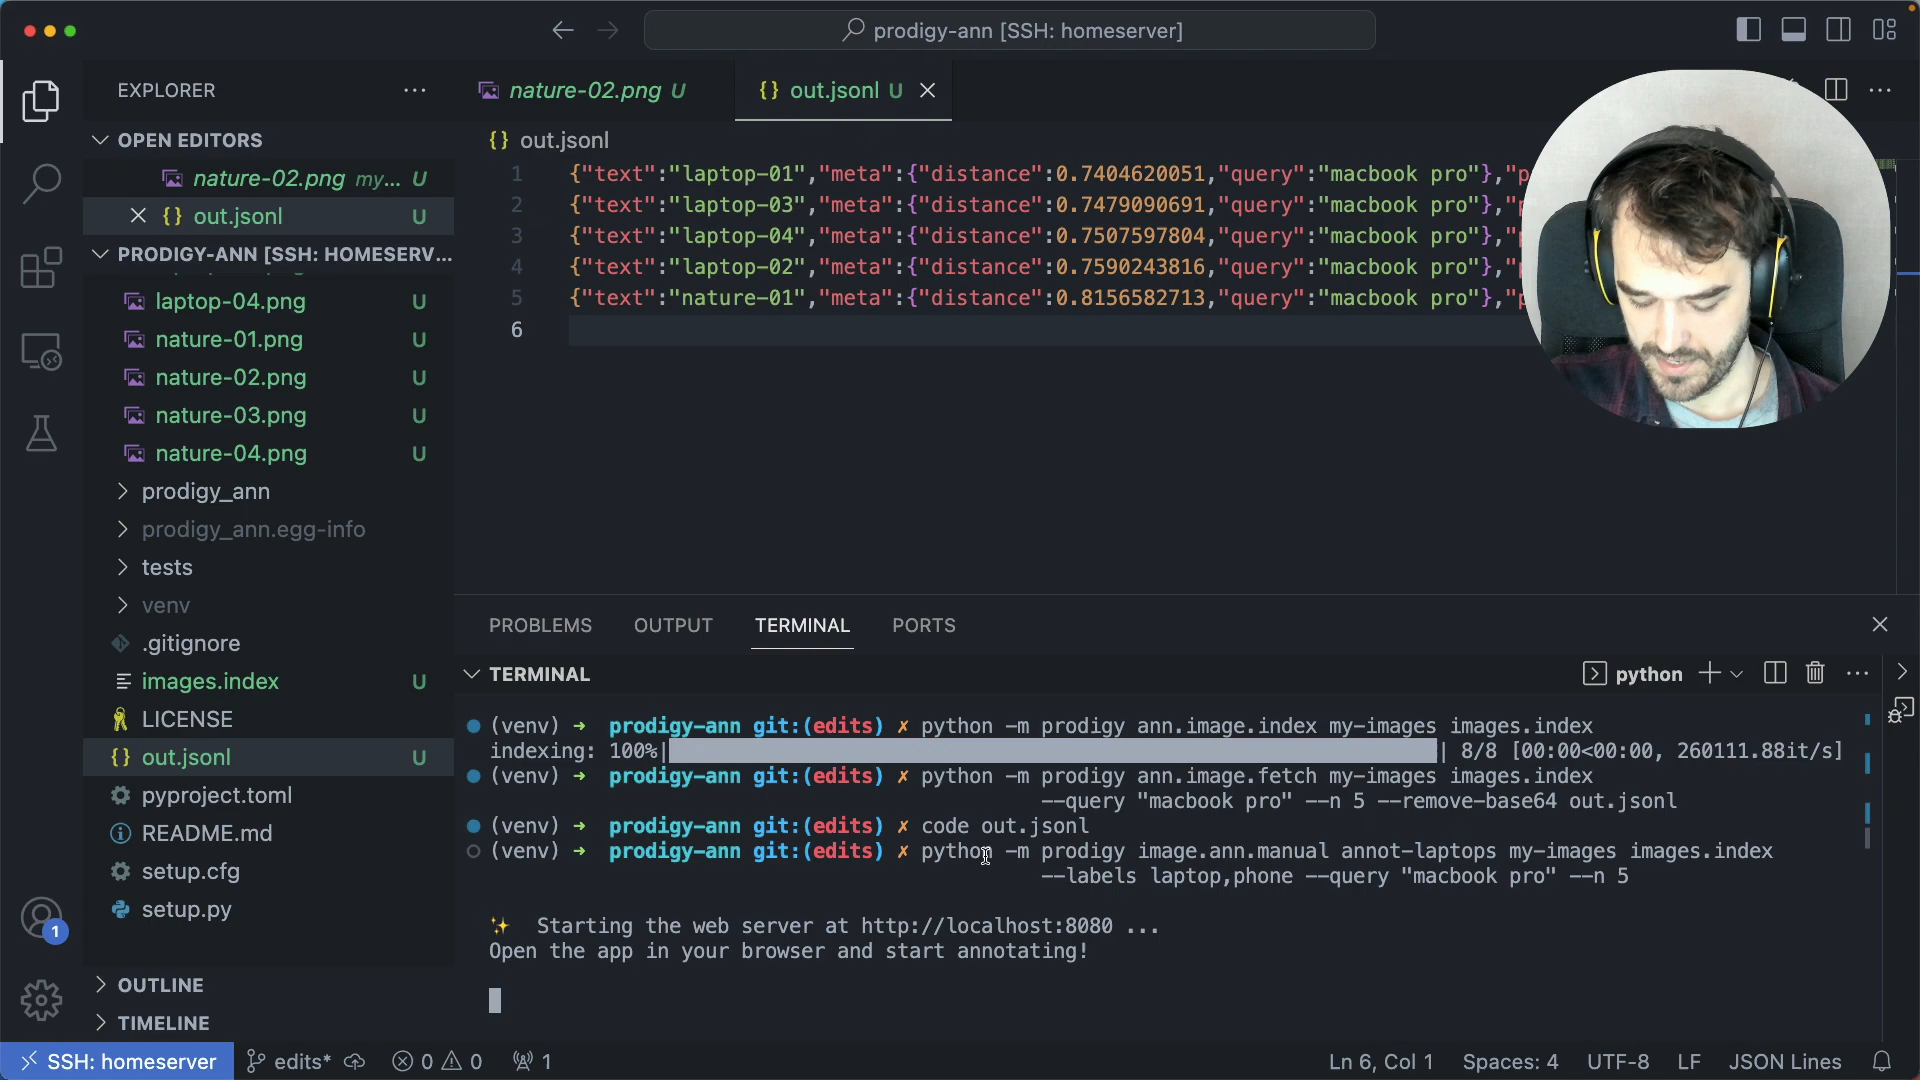 prodigy-ann [SSH: homeserver]
EXPLORER
nature-02.png U
{} out.jsonl U
OPEN EDITORS
{} out.jsonl
nature-02.png my... U
{} out.jsonl U
PRODIGY-ANN [SSH: HOMESERV...
laptop-04.png U
nature-01.png U
nature-02.png U
nature-03.png U
nature-04.png U
prodigy_ann
prodigy_ann.egg-info
tests
venv
.gitignore
images.index U
LICENSE
{} out.jsonl U
pyproject.toml
README.md
setup.cfg
setup.py
OUTLINE
TIMELINE
1
1 {"text":"laptop-01","meta":{"distance":0.7404620051,"query":"macbook pro"},"p
2 {"text":"laptop-03","meta":{"distance":0.7479090691,"query":"macbook pro"},"p
3 {"text":"laptop-04","meta":{"distance":0.7507597804,"query":"macbook pro"},"p
4 {"text":"laptop-02","meta":{"distance":0.7590243816,"query":"macbook pro"},"p
5 {"text":"nature-01","meta":{"distance":0.8156582713,"query":"macbook pro"},"p
6
PROBLEMS OUTPUT TERMINAL PORTS
TERMINAL
python
(venv) → prodigy-ann git:(edits) ✗ python -m prodigy ann.image.index my-images images.index
indexing: 100%| | 8/8 [00:00<00:00, 260111.88it/s]
(venv) → prodigy-ann git:(edits) ✗ python -m prodigy ann.image.fetch my-images images.index
--query "macbook pro" --n 5 --remove-base64 out.jsonl
(venv) → prodigy-ann git:(edits) ✗ code out.jsonl
(venv) → prodigy-ann git:(edits) ✗ python -m prodigy image.ann.manual annot-laptops my-images images.index
--labels laptop,phone --query "macbook pro" --n 5
✨ Starting the web server at http://localhost:8080 ...
Open the app in your browser and start annotating!
SSH: homeserver edits* 0 0 1 Ln 6, Col 1 Spaces: 4 UTF-8 LF JSON Lines